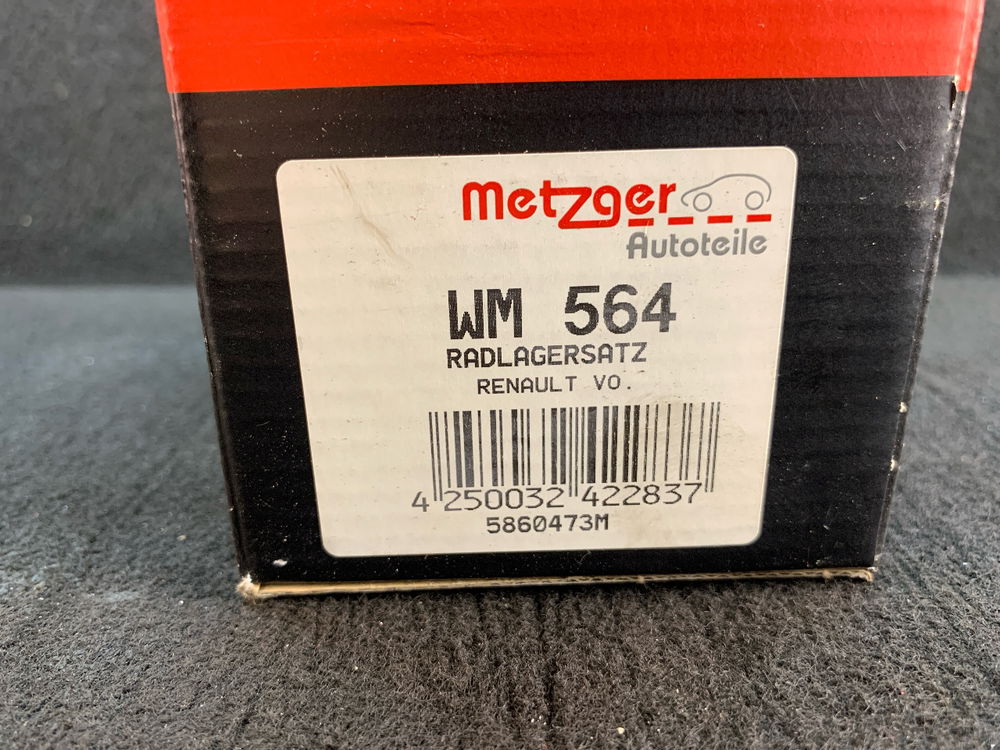 Metzger
Autoteile
WM 564
RADLAGERSATZ
RENAULT VO.
4 250032 422837
5860473M